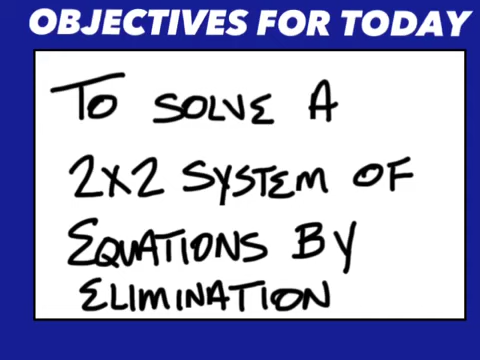 OBJECTIVES FOR TODAY
TO SOLVE A
2x2 SYSTEM OF
EQUATIONS BY
ELIMINATION